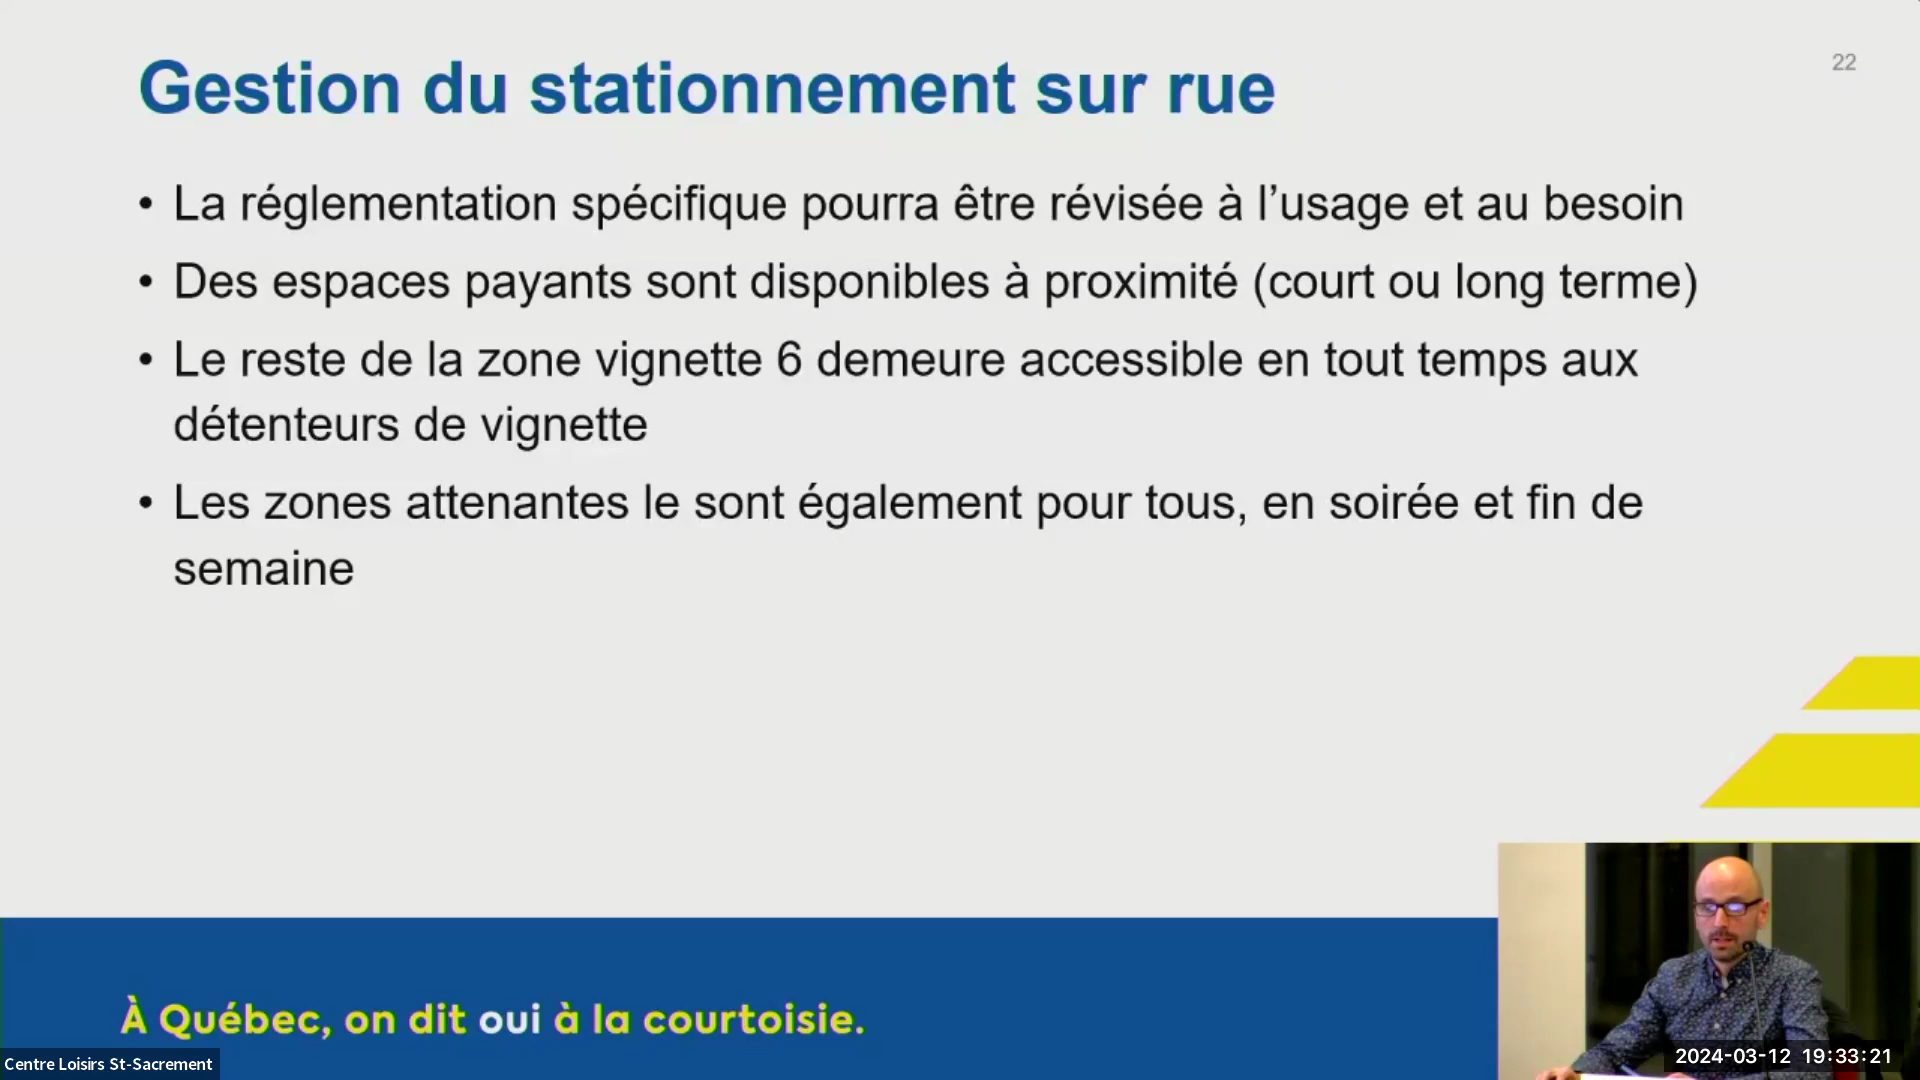 Gestion du stationnement sur rue
22
• La réglementation spécifique pourra être révisée à l’usage et au besoin
• Des espaces payants sont disponibles à proximité (court ou long terme)
• Le reste de la zone vignette 6 demeure accessible en tout temps aux
détenteurs de vignette
• Les zones attenantes le sont également pour tous, en soirée et fin de
semaine
À Québec, on dit oui à la courtoisie.
Centre Loisirs St-Sacrement
2024-03-12 19:33:21